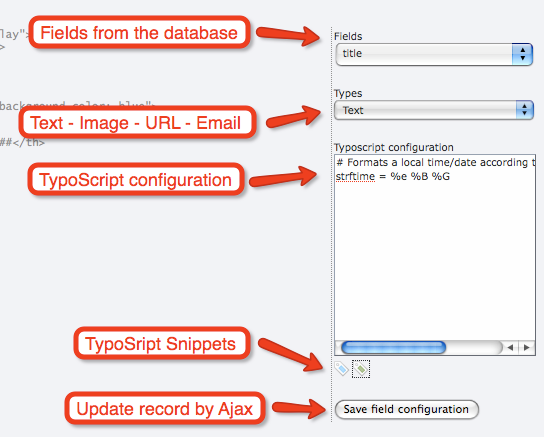 lay">
>
Fields from the database
Fields
title
background-color: blue">
Types
Text - Image - URL - Email
Text
##</th>
Typoscript configuration
# Formats a local time/date according t
strftime = %e %B %G
TypoScript configuration
TypoSript Snippets
Update record by Ajax
Save field configuration